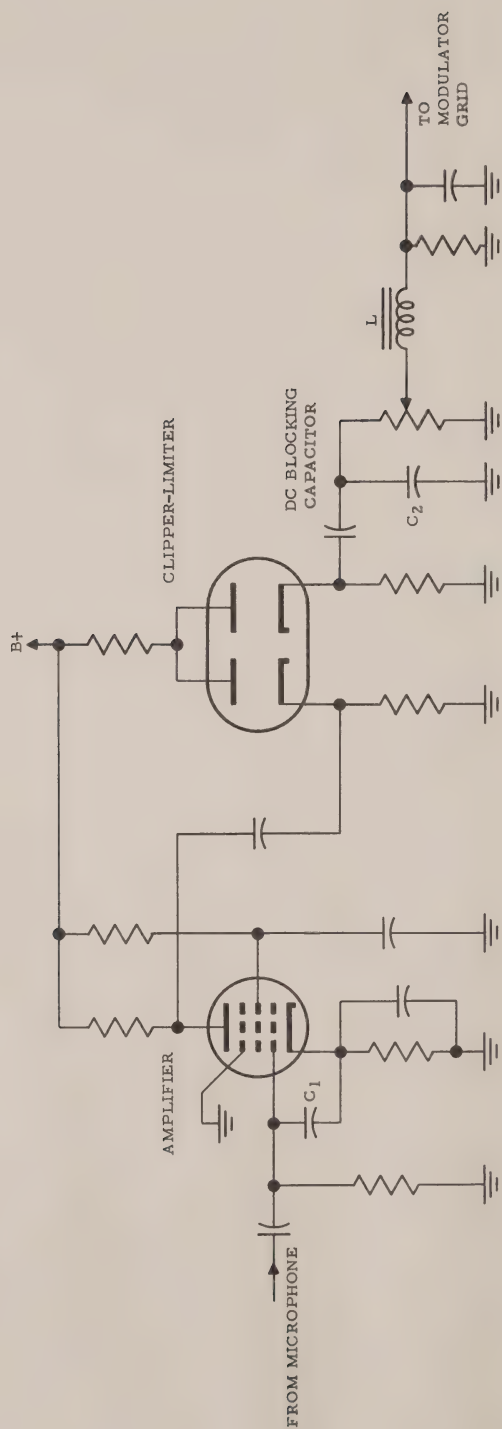 B+
AMPLIFIER
CLIPPER-LIMITER
DC BLOCKING
CAPACITOR
L
C1
C2
FROM MICROPHONE
TO
MODULATOR
GRID